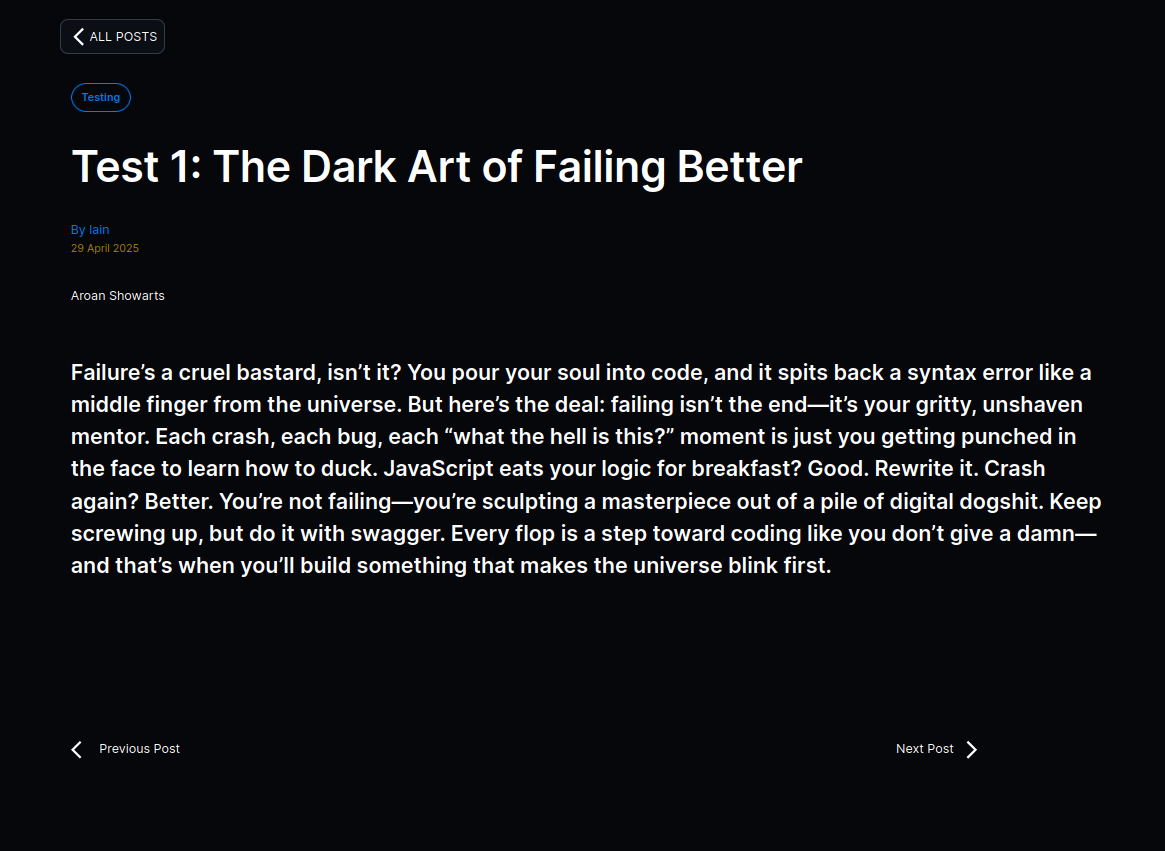 ALL POSTS
Testing
Test 1: The Dark Art of Failing Better
By Iain
29 April 2025
Aroan Showarts
Failure’s a cruel bastard, isn’t it? You pour your soul into code, and it spits back a syntax error like a
middle finger from the universe. But here’s the deal: failing isn’t the end—it’s your gritty, unshaven
mentor. Each crash, each bug, each “what the hell is this?” moment is just you getting punched in
the face to learn how to duck. JavaScript eats your logic for breakfast? Good. Rewrite it. Crash
again? Better. You’re not failing—you’re sculpting a masterpiece out of a pile of digital dogshit. Keep
screwing up, but do it with swagger. Every flop is a step toward coding like you don’t give a damn—
and that’s when you’ll build something that makes the universe blink first.
Previous Post
Next Post